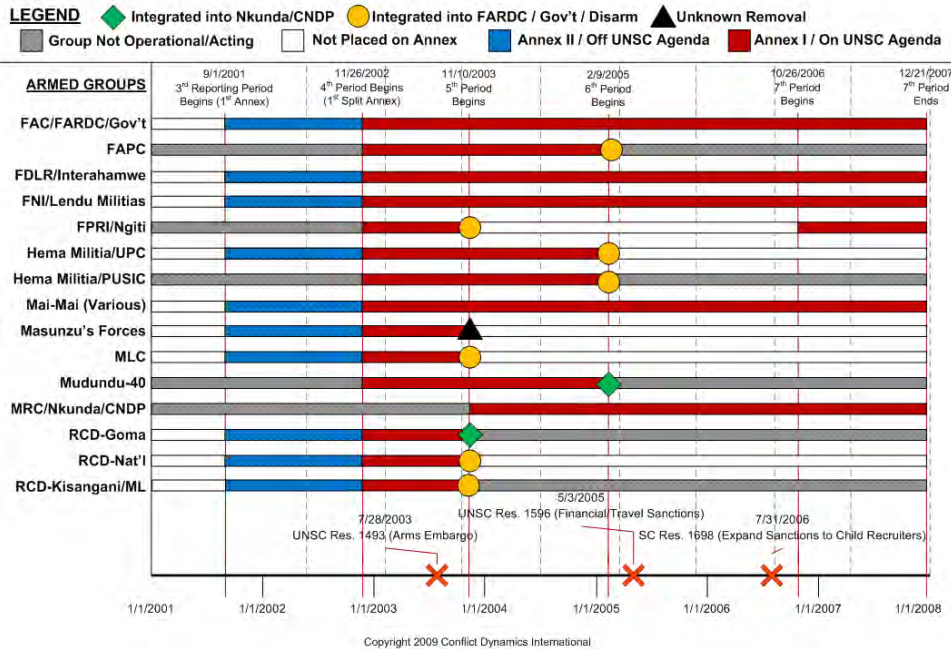 LEGEND Integrated into Nkunda/CNDP Integrated into FARDC / Gov't / Disarm Unknown Removal
Group Not Operational/Acting Not Placed on Annex Annex II / Off UNSC Agenda Annex I / On UNSC Agenda
ARMED GROUPS
9/1/2001
3rd Reporting Period
Begins (1st Annex)
11/26/2002
4th Period Begins
(1st Split Annex)
11/10/2003
5th Period
Begins
2/9/2005
6th Period
Begins
10/26/2006
7th Period
Begins
12/21/2007
7th Period
Ends
FAC/FARDC/Gov't
FAPC
FDLR/Interahamwe
FNI/Lendu Militias
FPRI/Ngiti
Hema Militia/UPC
Hema Militia/PUSIC
Mai-Mai (Various)
Masunzu's Forces
MLC
Mudundu-40
MRC/Nkunda/CNDP
RCD-Goma
RCD-Nat'l
RCD-Kisangani/ML
7/28/2003
UNSC Res. 1493 (Arms Embargo)
5/3/2005
UNSC Res. 1596 (Financial/Travel Sanctions)
7/31/2006
SC Res. 1698 (Expand Sanctions to Child Recruiters)
1/1/2001 1/1/2002 1/1/2003 1/1/2004 1/1/2005 1/1/2006 1/1/2007 1/1/2008
Copyright 2009 Conflict Dynamics International